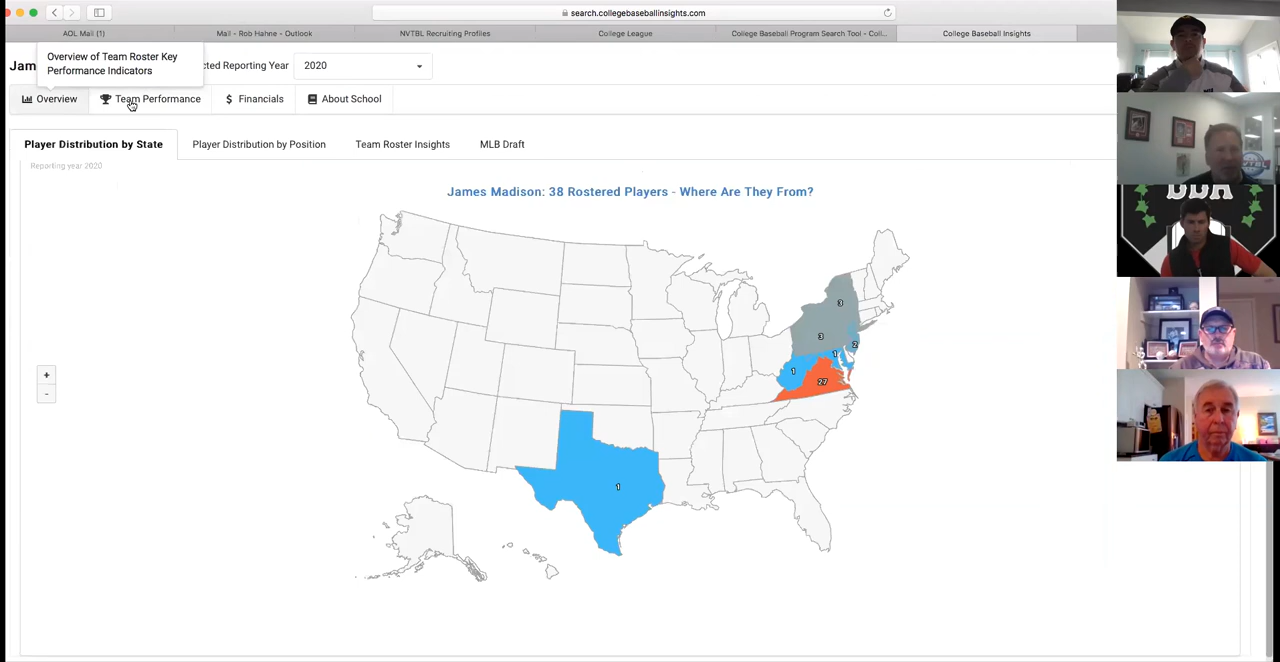 search.collegebaseballinsights.com
AOL Mail (1)
Mail - Rob Hahne - Outlook
NVTBL Recruiting Profiles
College League
College Baseball Program Search Tool - Coll...
College Baseball Insights
Overview of Team Roster Key
Performance Indicators
Jam
cted Reporting Year
2020
Overview
Team Performance
$ Financials
About School
Player Distribution by State
Player Distribution by Position
Team Roster Insights
MLB Draft
Reporting year 2020
James Madison: 38 Rostered Players - Where Are They From?
3
3
2
1
1
27
1
+
-